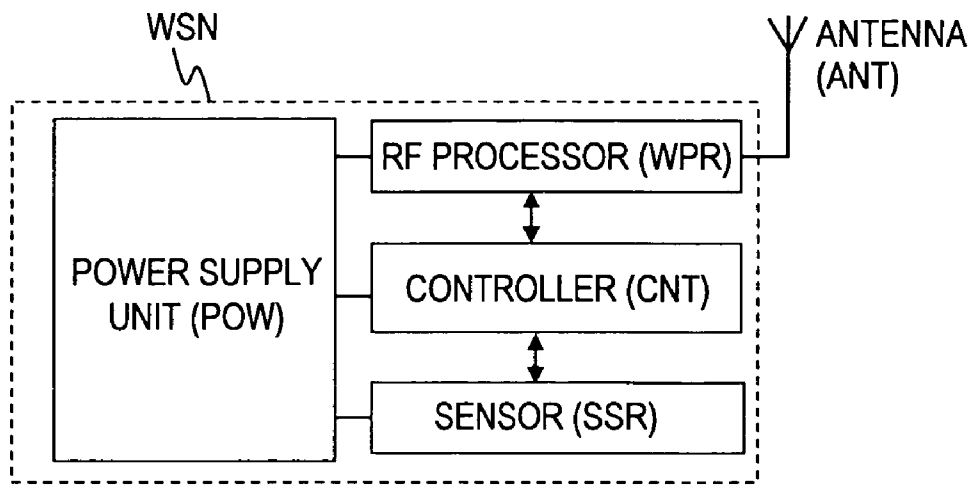 WSN
ANTENNA
(ANT)
RF PROCESSOR (WPR)
POWER SUPPLY
UNIT (POW)
CONTROLLER (CNT)
SENSOR (SSR)